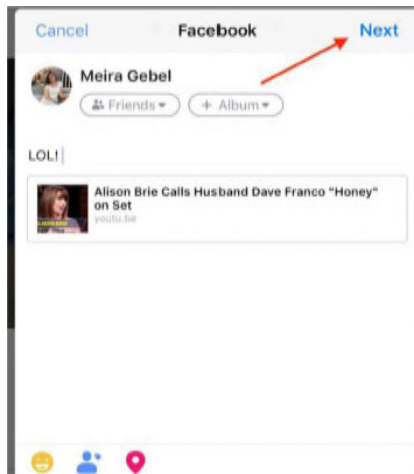 Cancel Facebook Next
Meira Gebel
Friends + Album
LOL!
Alison Brie Calls Husband Dave Franco "Honey"
on Set
youtu.be